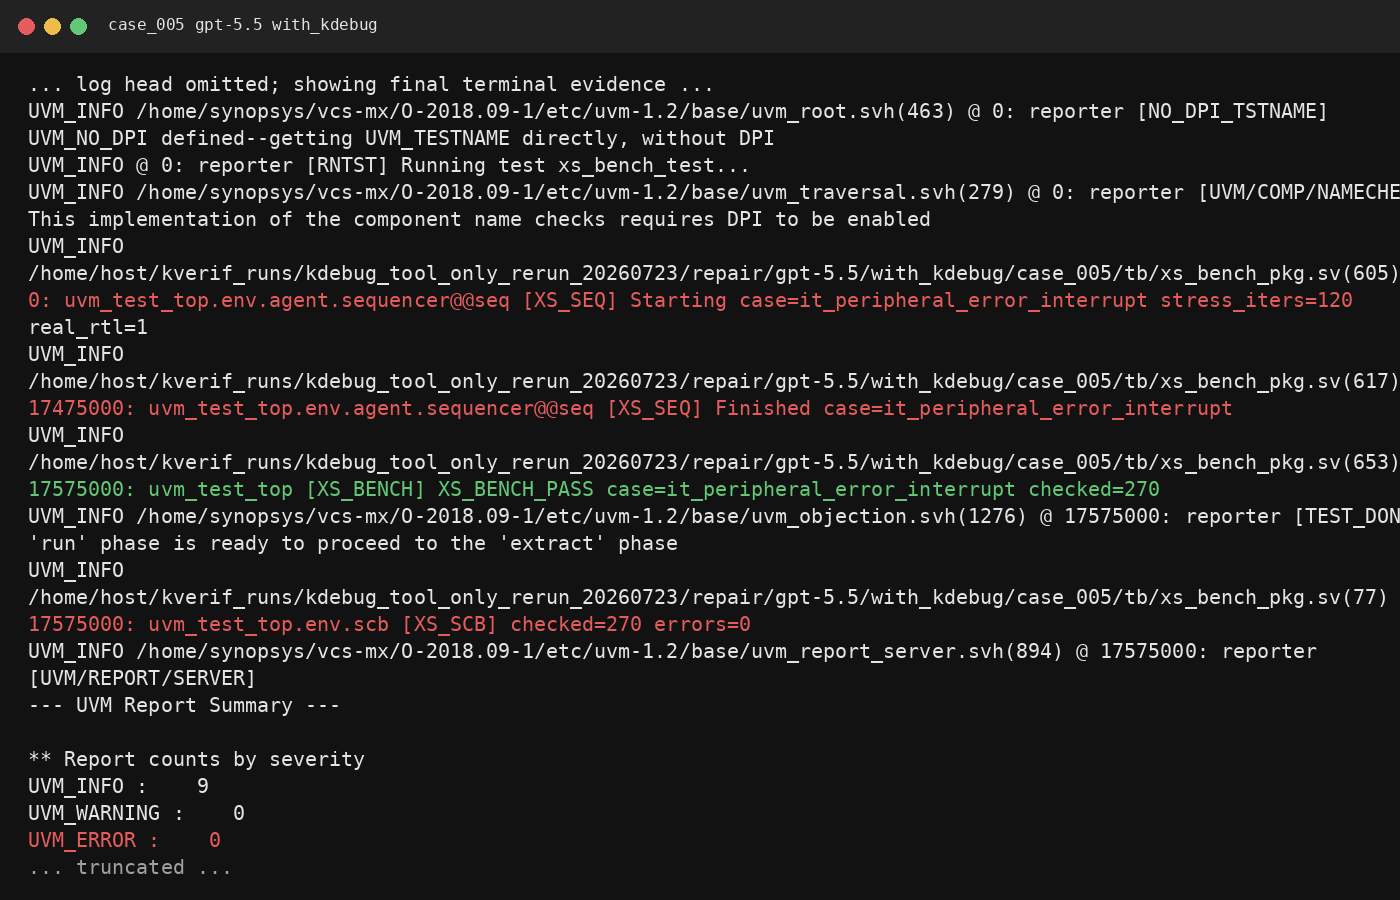 case_005 gpt-5.5 with_kdebug
... log head omitted; showing final terminal evidence ...
UVM_INFO /home/synopsys/vcs-mx/O-2018.09-1/etc/uvm-1.2/base/uvm_root.svh(463) @ 0: reporter [NO_DPI_TSTNAME]
UVM_NO_DPI defined--getting UVM_TESTNAME directly, without DPI
UVM_INFO @ 0: reporter [RNTST] Running test xs_bench_test...
UVM_INFO /home/synopsys/vcs-mx/O-2018.09-1/etc/uvm-1.2/base/uvm_traversal.svh(279) @ 0: reporter [UVM/COMP/NAMECHE
This implementation of the component name checks requires DPI to be enabled
UVM_INFO
/home/host/kverif_runs/kdebug_tool_only_rerun_20260723/repair/gpt-5.5/with_kdebug/case_005/tb/xs_bench_pkg.sv(605)
0: uvm_test_top.env.agent.sequencer@@seq [XS_SEQ] Starting case=it_peripheral_error_interrupt stress_iters=120
real_rtl=1
UVM_INFO
/home/host/kverif_runs/kdebug_tool_only_rerun_20260723/repair/gpt-5.5/with_kdebug/case_005/tb/xs_bench_pkg.sv(617)
17475000: uvm_test_top.env.agent.sequencer@@seq [XS_SEQ] Finished case=it_peripheral_error_interrupt
UVM_INFO
/home/host/kverif_runs/kdebug_tool_only_rerun_20260723/repair/gpt-5.5/with_kdebug/case_005/tb/xs_bench_pkg.sv(653)
17575000: uvm_test_top [XS_BENCH] XS_BENCH_PASS case=it_peripheral_error_interrupt checked=270
UVM_INFO /home/synopsys/vcs-mx/O-2018.09-1/etc/uvm-1.2/base/uvm_objection.svh(1276) @ 17575000: reporter [TEST_DON
'run' phase is ready to proceed to the 'extract' phase
UVM_INFO
/home/host/kverif_runs/kdebug_tool_only_rerun_20260723/repair/gpt-5.5/with_kdebug/case_005/tb/xs_bench_pkg.sv(77)
17575000: uvm_test_top.env.scb [XS_SCB] checked=270 errors=0
UVM_INFO /home/synopsys/vcs-mx/O-2018.09-1/etc/uvm-1.2/base/uvm_report_server.svh(894) @ 17575000: reporter
[UVM/REPORT/SERVER]
--- UVM Report Summary ---
** Report counts by severity
UVM_INFO :    9
UVM_WARNING :    0
UVM_ERROR :    0
... truncated ...